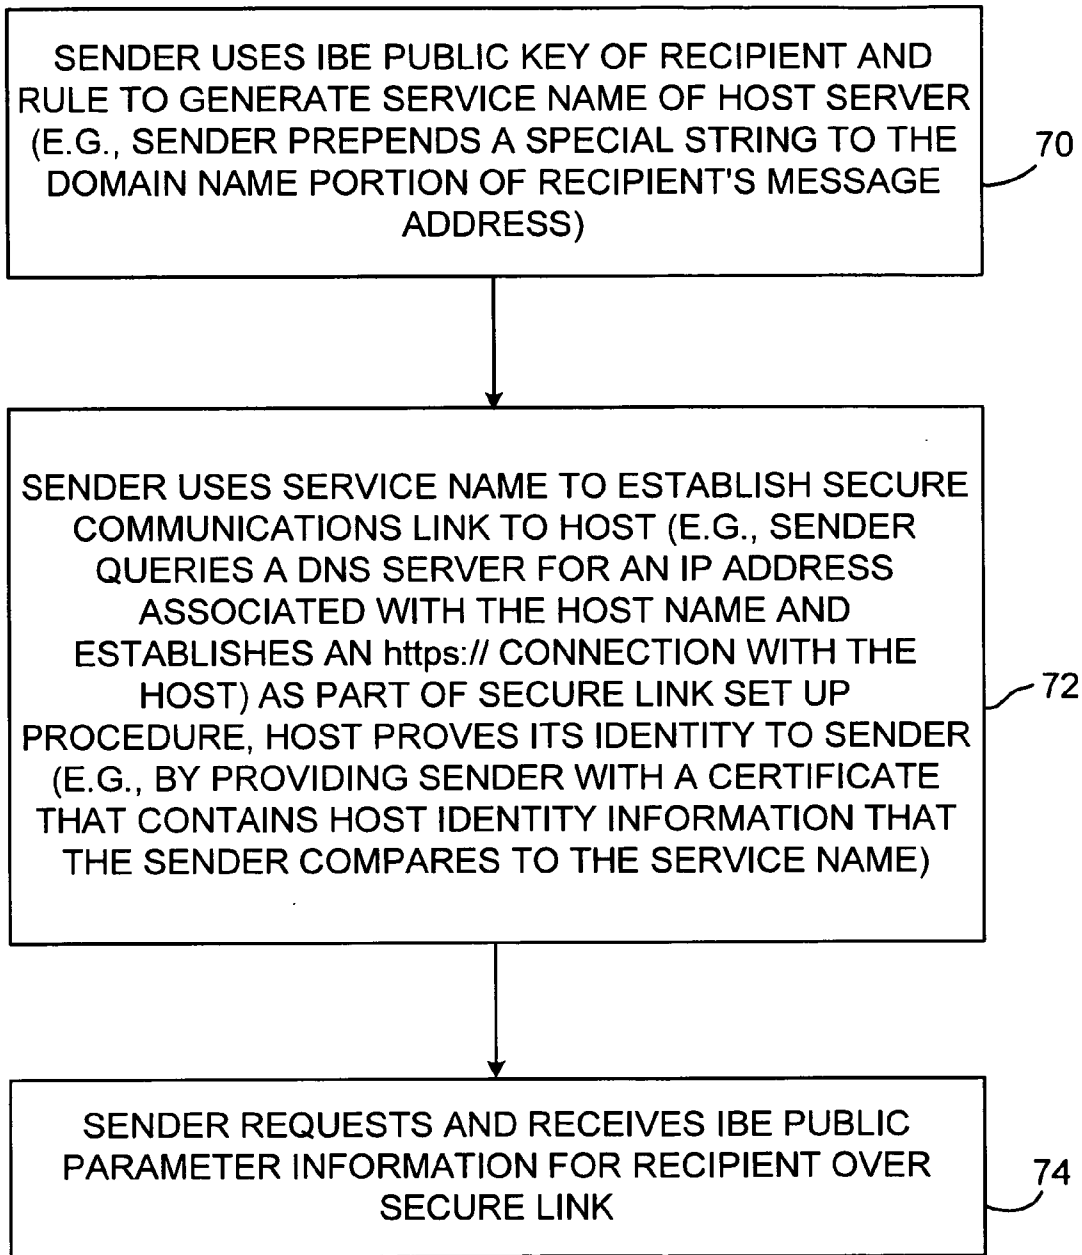 SENDER USES IBE PUBLIC KEY OF RECIPIENT AND
RULE TO GENERATE SERVICE NAME OF HOST SERVER
(E.G., SENDER PREPENDS A SPECIAL STRING TO THE
DOMAIN NAME PORTION OF RECIPIENT'S MESSAGE
ADDRESS)
70
SENDER USES SERVICE NAME TO ESTABLISH SECURE
COMMUNICATIONS LINK TO HOST (E.G., SENDER
QUERIES A DNS SERVER FOR AN IP ADDRESS
ASSOCIATED WITH THE HOST NAME AND
ESTABLISHES AN https:// CONNECTION WITH THE
HOST) AS PART OF SECURE LINK SET UP
PROCEDURE, HOST PROVES ITS IDENTITY TO SENDER
(E.G., BY PROVIDING SENDER WITH A CERTIFICATE
THAT CONTAINS HOST IDENTITY INFORMATION THAT
THE SENDER COMPARES TO THE SERVICE NAME)
72
SENDER REQUESTS AND RECEIVES IBE PUBLIC
PARAMETER INFORMATION FOR RECIPIENT OVER
SECURE LINK
74